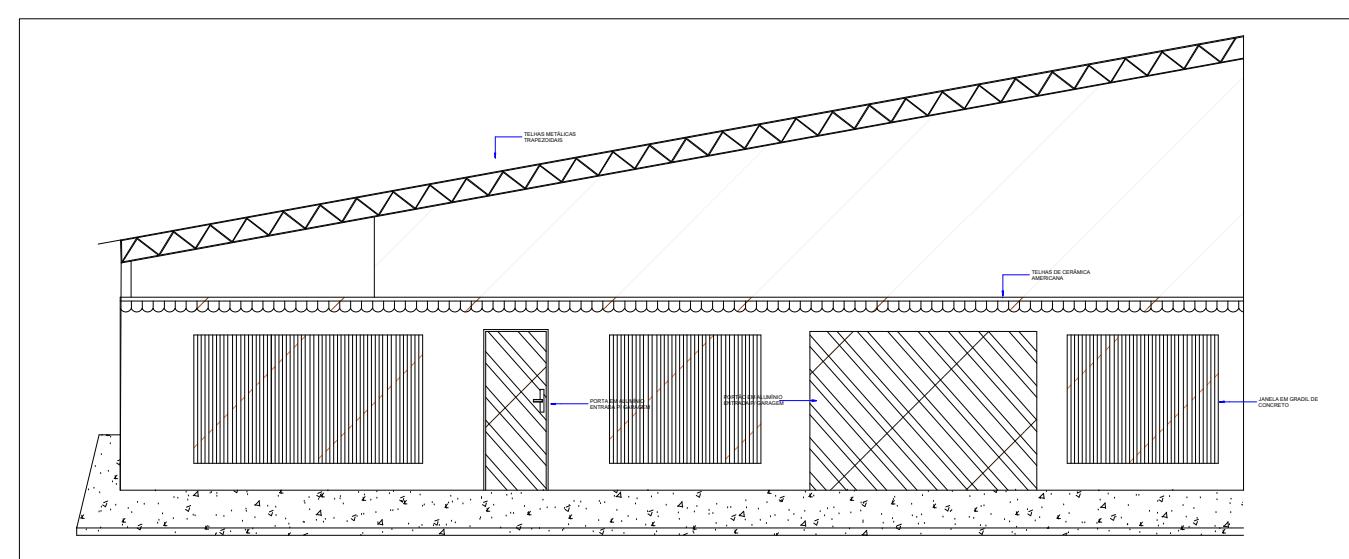 TELHAS METÁLICAS
TRAPEZOIDAIS
TELHAS DE CERÂMICA
AMERICANA
PORTA EM ALUMÍNIO
ENTRADA P/ GARAGEM
PORTÃO EM ALUMÍNIO
ENTRADA P/ GARAGEM
JANELA EM GRADIL DE
CONCRETO